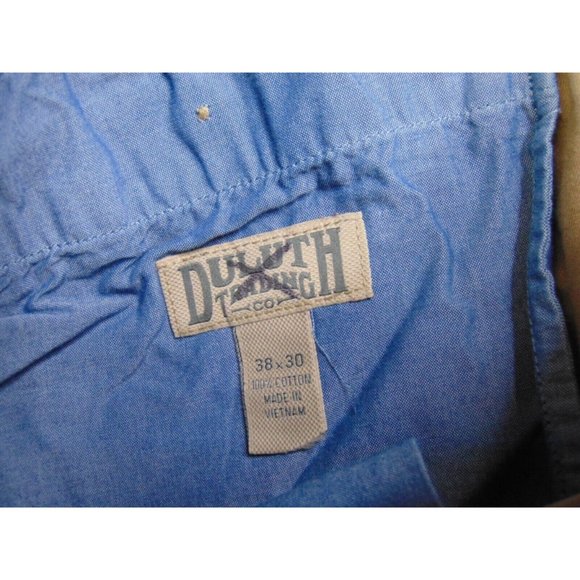 DULUTH
TRADING
CO
38 x 30
100% COTTON
MADE IN
VIETNAM